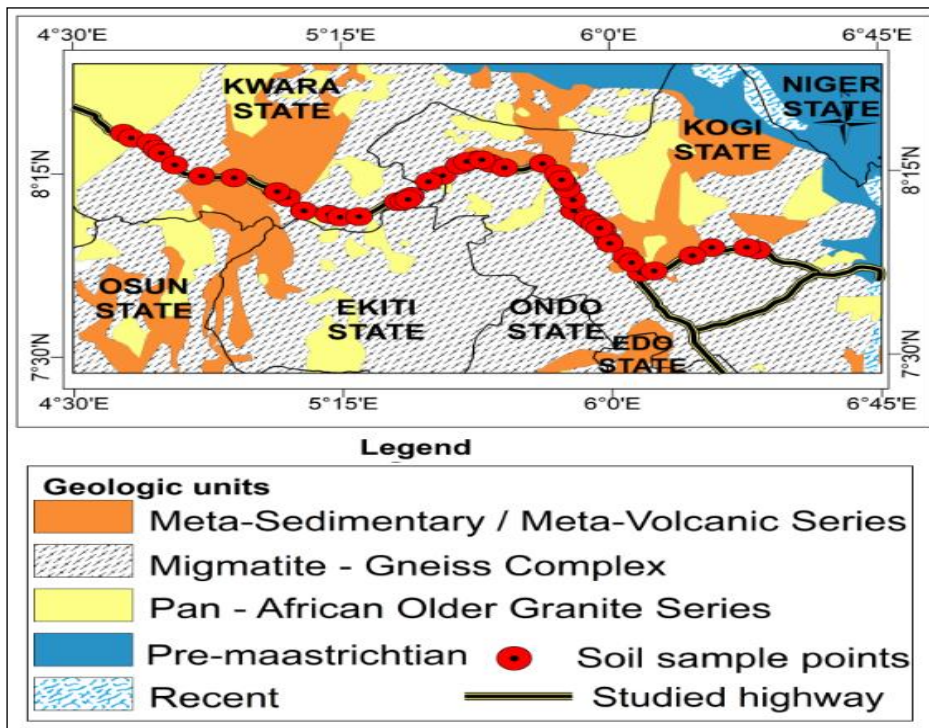 4°30'E 5°15'E 6°0'E 6°45'E
KWARA
STATE
NIGER
STATE
KOGI
STATE
8°15'N 8°15'N
OSUN
STATE
EKITI
STATE
ONDO
STATE
EDO
STATE
7°30'N 7°30'N
4°30'E 5°15'E 6°0'E 6°45'E
Legend
Geologic units
Meta-Sedimentary / Meta-Volcanic Series
Migmatite - Gneiss Complex
Pan - African Older Granite Series
Pre-maastrichtian Soil sample points
Recent Studied highway